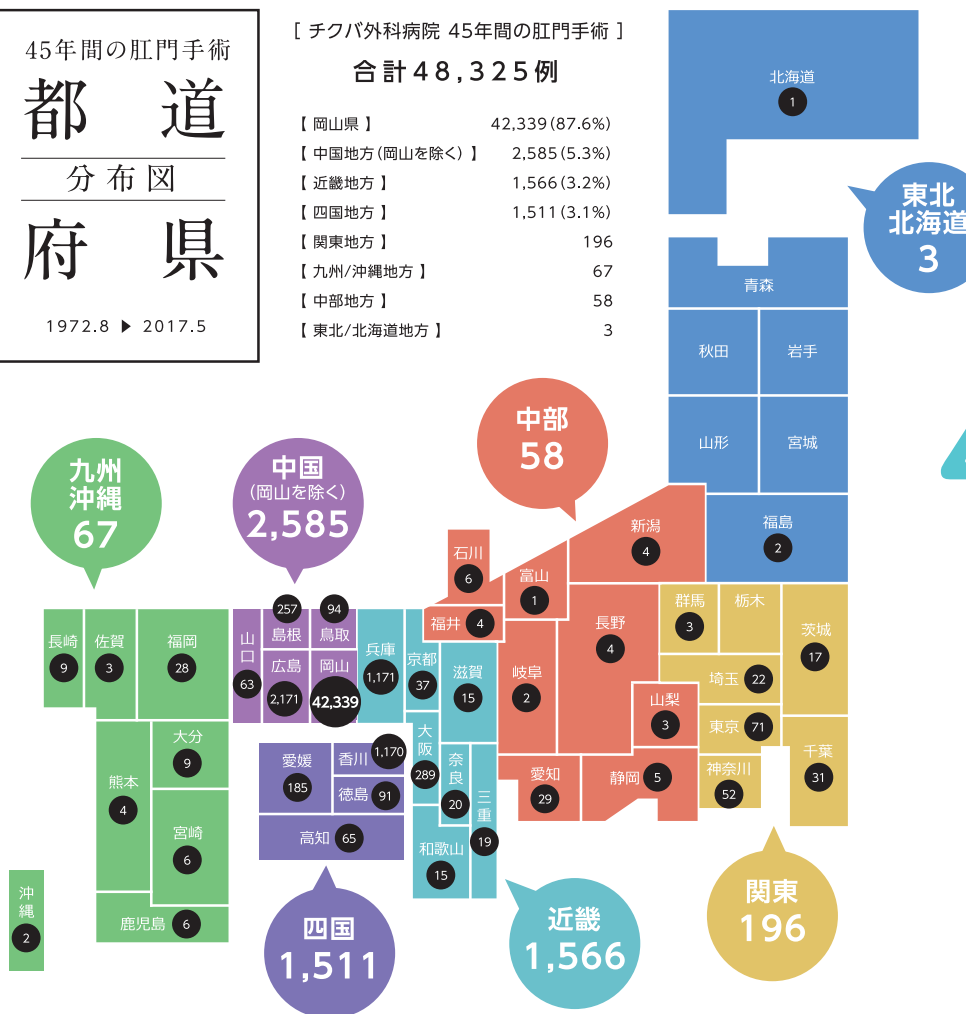 45年間の肛門手術
都道
分布図
府県
1972.8 ▶ 2017.5
[ チクバ外科病院 45年間の肛門手術 ]
合計48,325例
【 岡山県 】 42,339(87.6%)
【 中国地方(岡山を除く) 】 2,585(5.3%)
【 近畿地方 】 1,566(3.2%)
【 四国地方 】 1,511(3.1%)
【 関東地方 】 196
【 九州/沖縄地方 】 67
【 中部地方 】 58
【 東北/北海道地方 】 3
北海道
1
東北
北海道
3
青森
秋田
岩手
山形
宮城
福島
2
中部
58
新潟
4
石川
6
富山
1
福井
4
長野
4
岐阜
2
山梨
3
愛知
29
静岡
5
群馬
3
栃木
茨城
17
埼玉
22
東京
71
千葉
31
神奈川
52
関東
196
九州
沖縄
67
長崎
9
佐賀
3
福岡
28
大分
9
熊本
4
宮崎
6
鹿児島
6
沖縄
2
中国
(岡山を除く)
2,585
山口
63
257
島根
94
鳥取
広島
2,171
岡山
42,339
兵庫
1,171
京都
37
滋賀
15
大阪
289
奈良
20
三重
19
和歌山
15
近畿
1,566
愛媛
185
香川
1,170
徳島
91
高知
65
四国
1,511